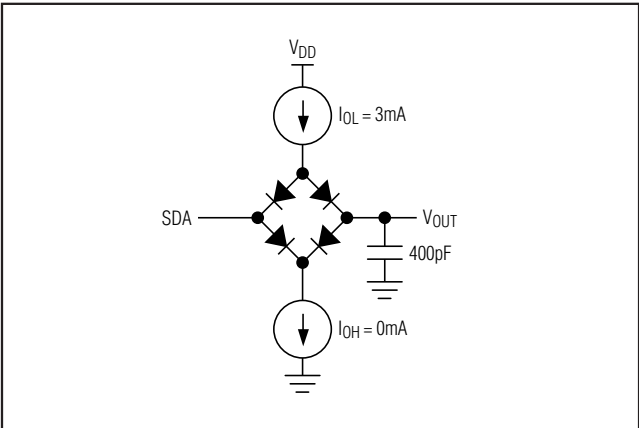 VDD
IOL = 3mA
SDA
VOUT
400pF
IOH = 0mA